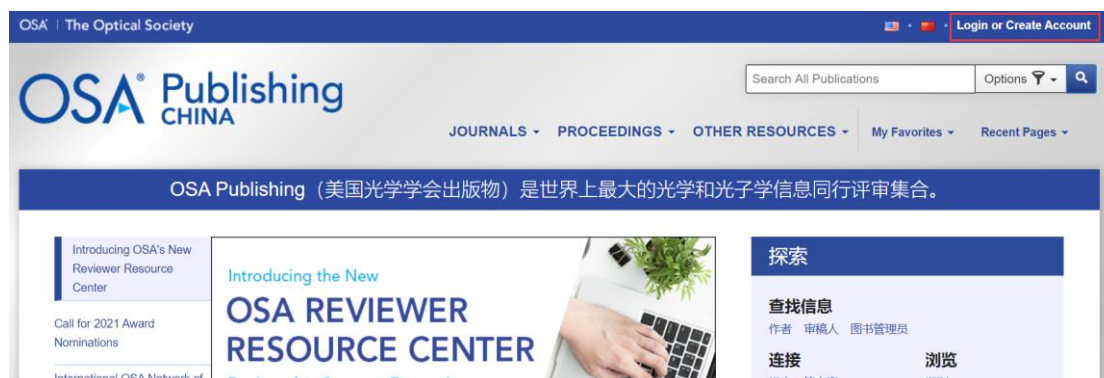 OSA | The Optical Society
Login or Create Account
OSA® Publishing
CHINA
Search All Publications
Options
JOURNALS
PROCEEDINGS
OTHER RESOURCES
My Favorites
Recent Pages
OSA Publishing（美国光学学会出版物）是世界上最大的光学和光子学信息同行评审集合。
Introducing OSA's New
Reviewer Resource
Center
Call for 2021 Award
Nominations
International OSA Network of
Introducing the New
OSA REVIEWER
RESOURCE CENTER
探索
查找信息
作者 审稿人 图书管理员
连接
浏览